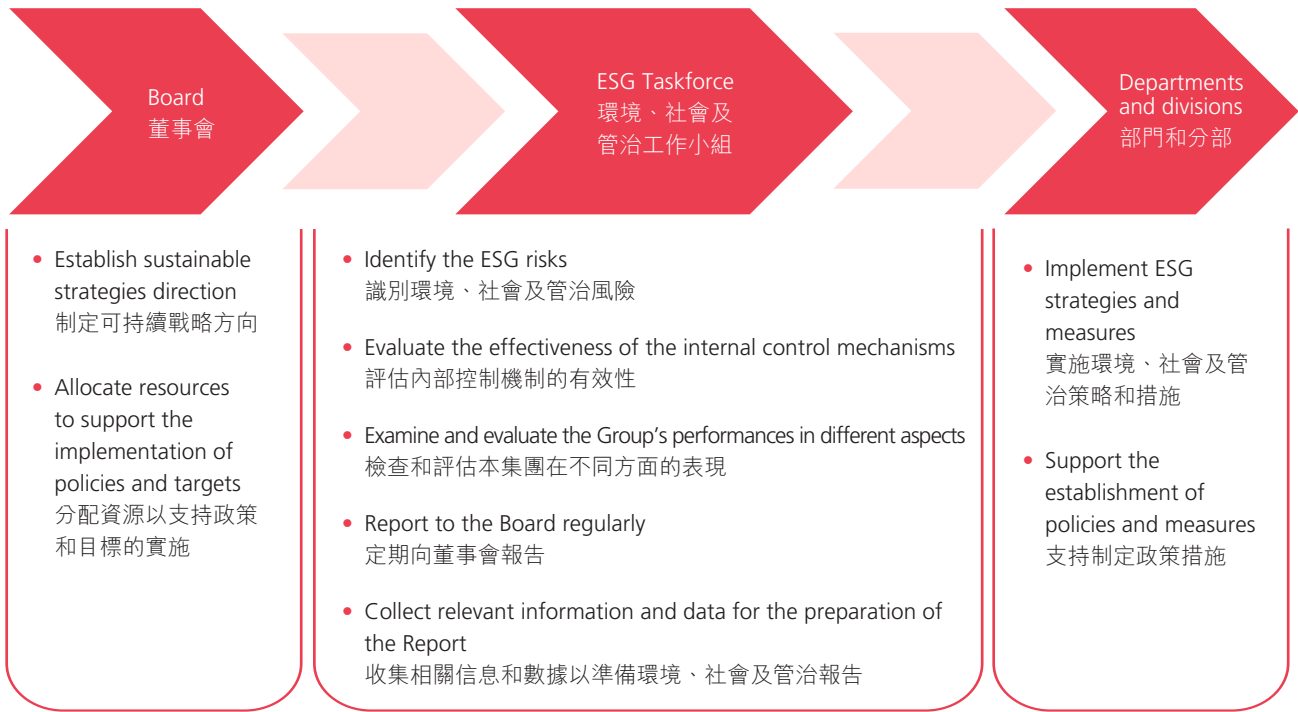 Board
董事會
ESG Taskforce
環境、社會及
管治工作小組
Departments
and divisions
部門和分部
• Establish sustainable
strategies direction
制定可持續戰略方向
• Allocate resources
to support the
implementation of
policies and targets
分配資源以支持政策
和目標的實施
• Identify the ESG risks
識別環境、社會及管治風險
• Evaluate the effectiveness of the internal control mechanisms
評估內部控制機制的有效性
• Examine and evaluate the Group's performances in different aspects
檢查和評估本集團在不同方面的表現
• Report to the Board regularly
定期向董事會報告
• Collect relevant information and data for the preparation of
the Report
收集相關信息和數據以準備環境、社會及管治報告
• Implement ESG
strategies and
measures
實施環境、社會及管
治策略和措施
• Support the
establishment of
policies and measures
支持制定政策措施